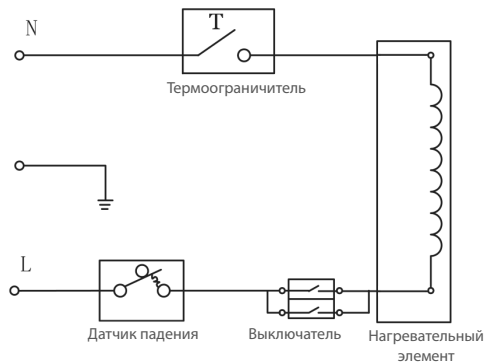 N
T
Термоограничитель
L
Датчик падения
Выключатель
Нагревательный
элемент